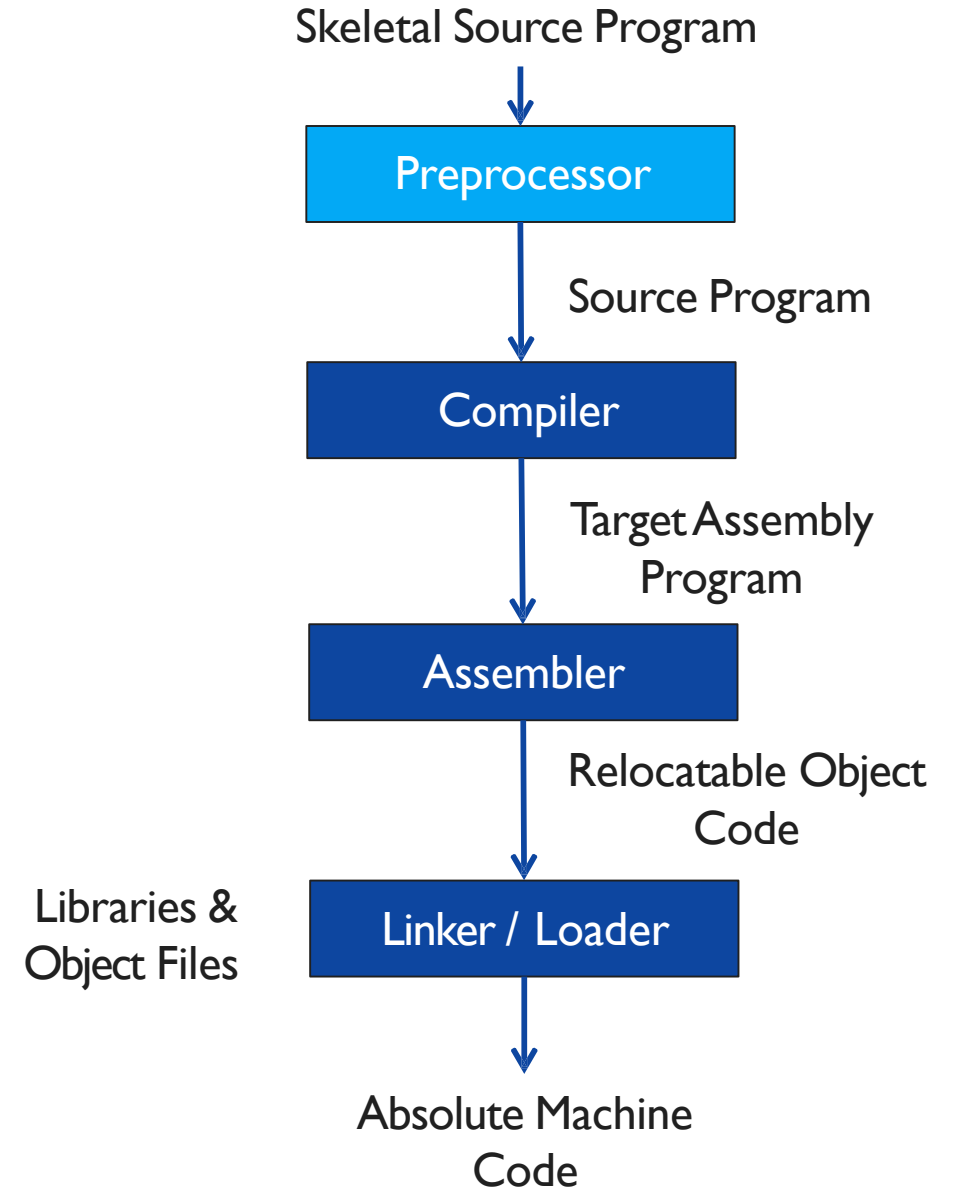 Skeletal Source Program
Preprocessor
Source Program
Compiler
Target Assembly
Program
Assembler
Relocatable Object
Code
Libraries &
Object Files
Linker / Loader
Absolute Machine
Code